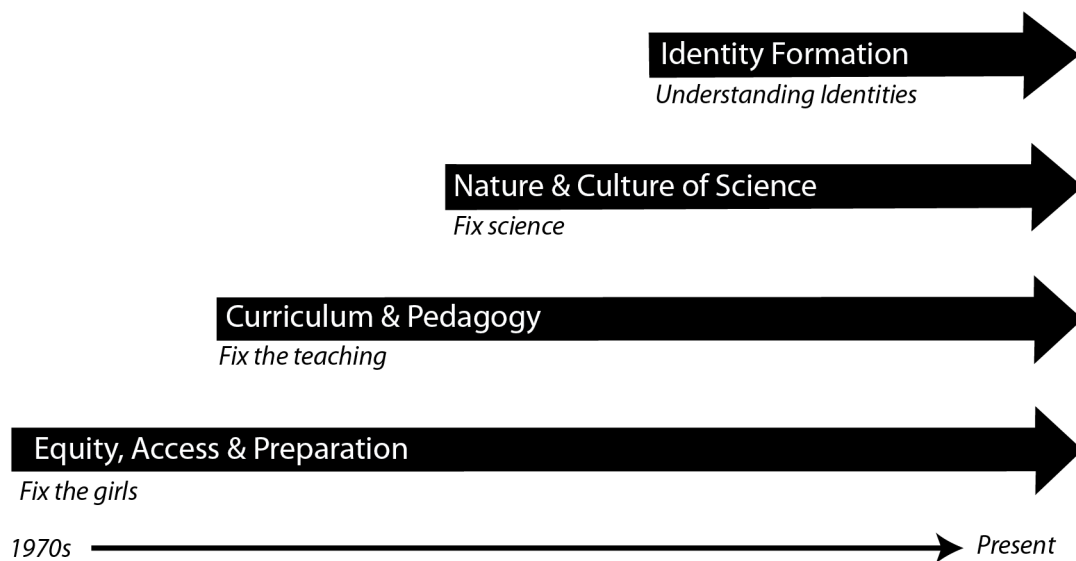 Identity Formation
Understanding Identities
Nature & Culture of Science
Fix science
Curriculum & Pedagogy
Fix the teaching
Equity, Access & Preparation
Fix the girls
1970s
Present